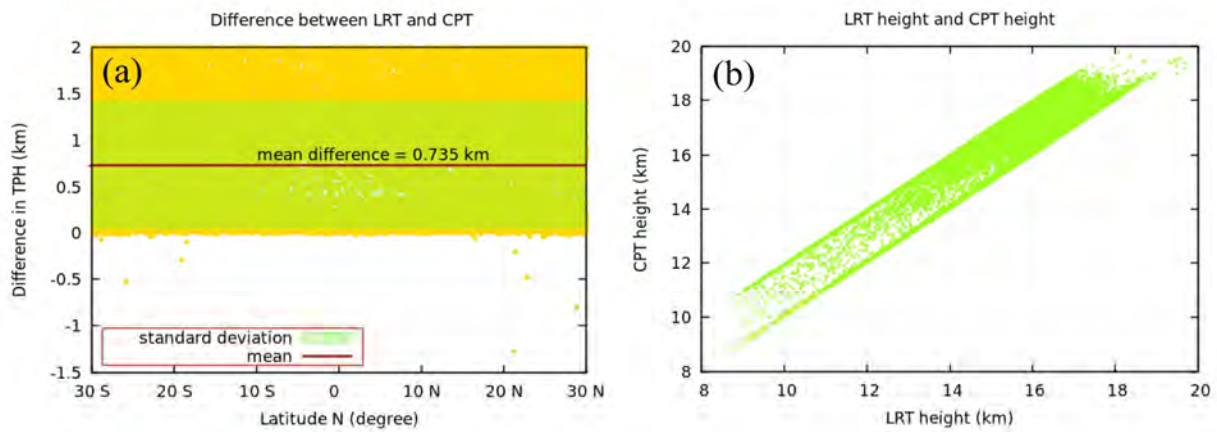 Difference between LRT and CPT
(a)
2
1.5
1
0.5
0
-0.5
-1
-1.5
Difference in TPH (km)
mean difference = 0.735 km
standard deviation
mean
30 S 20 S 10 S 0 10 N 20 N 30 N
Latitude N (degree)
LRT height and CPT height
(b)
20
18
16
14
12
10
8
CPT height (km)
8 10 12 14 16 18 20
LRT height (km)